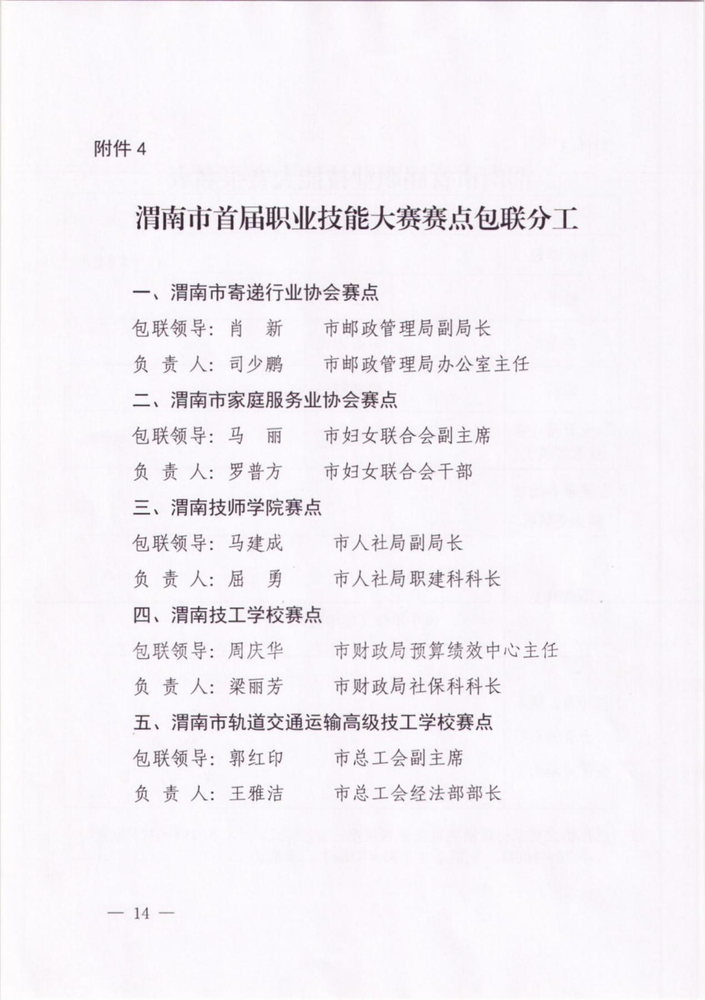 附件 4
渭南市首届职业技能大赛赛点包联分工
一、渭南市寄递行业协会赛点
包联领导：肖　新　　市邮政管理局副局长
负 责 人：司少鹏　　市邮政管理局办公室主任
二、渭南市家庭服务业协会赛点
包联领导：马　丽　　市妇女联合会副主席
负 责 人：罗普方　　市妇女联合会干部
三、渭南技师学院赛点
包联领导：马建成　　市人社局副局长
负 责 人：屈　勇　　市人社局职建科科长
四、渭南技工学校赛点
包联领导：周庆华　　市财政局预算绩效中心主任
负 责 人：梁丽芳　　市财政局社保科科长
五、渭南市轨道交通运输高级技工学校赛点
包联领导：郭红印　　市总工会副主席
负 责 人：王雅洁　　市总工会经法部部长
— 14 —